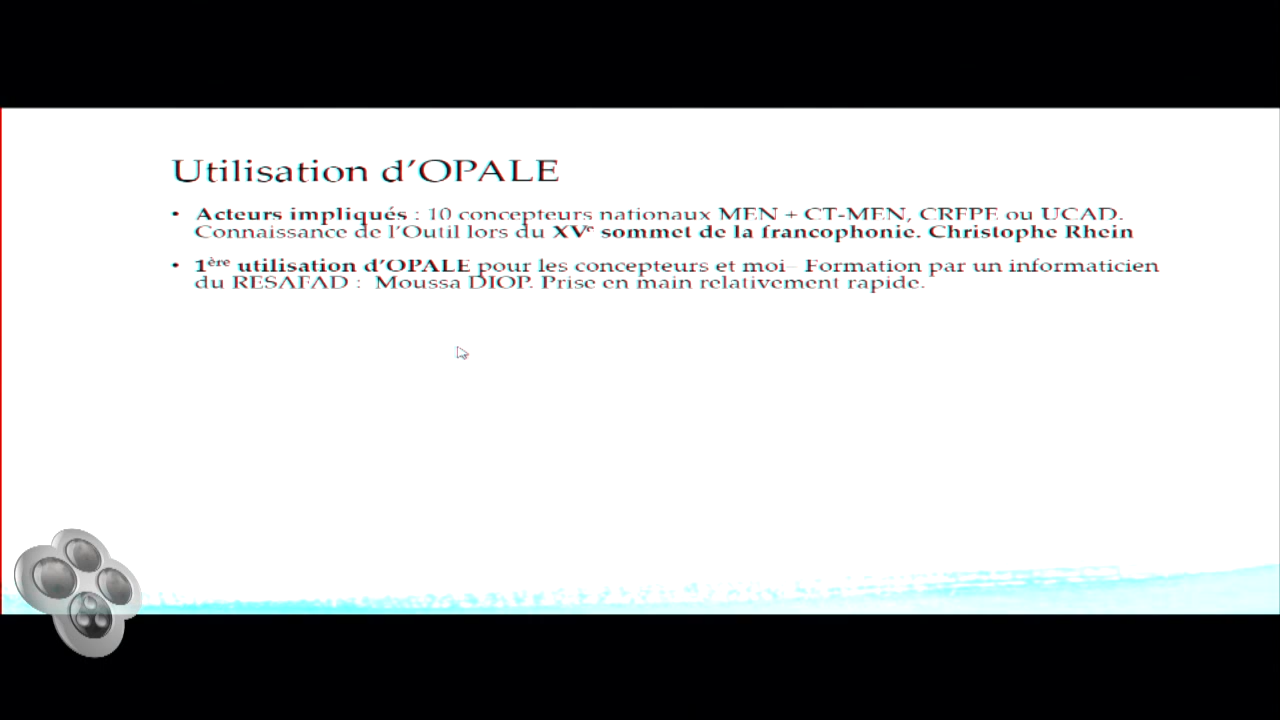 Utilisation d'OPALE
• Acteurs impliqués : 10 concepteurs nationaux MEN + CT-MEN, CRFPE ou UCAD.
Connaissance de l'Outil lors du XVe sommet de la francophonie. Christophe Rhein
• 1ère utilisation d'OPALE pour les concepteurs et moi– Formation par un informaticien
du RESAFAD : Moussa DIOP. Prise en main relativement rapide.